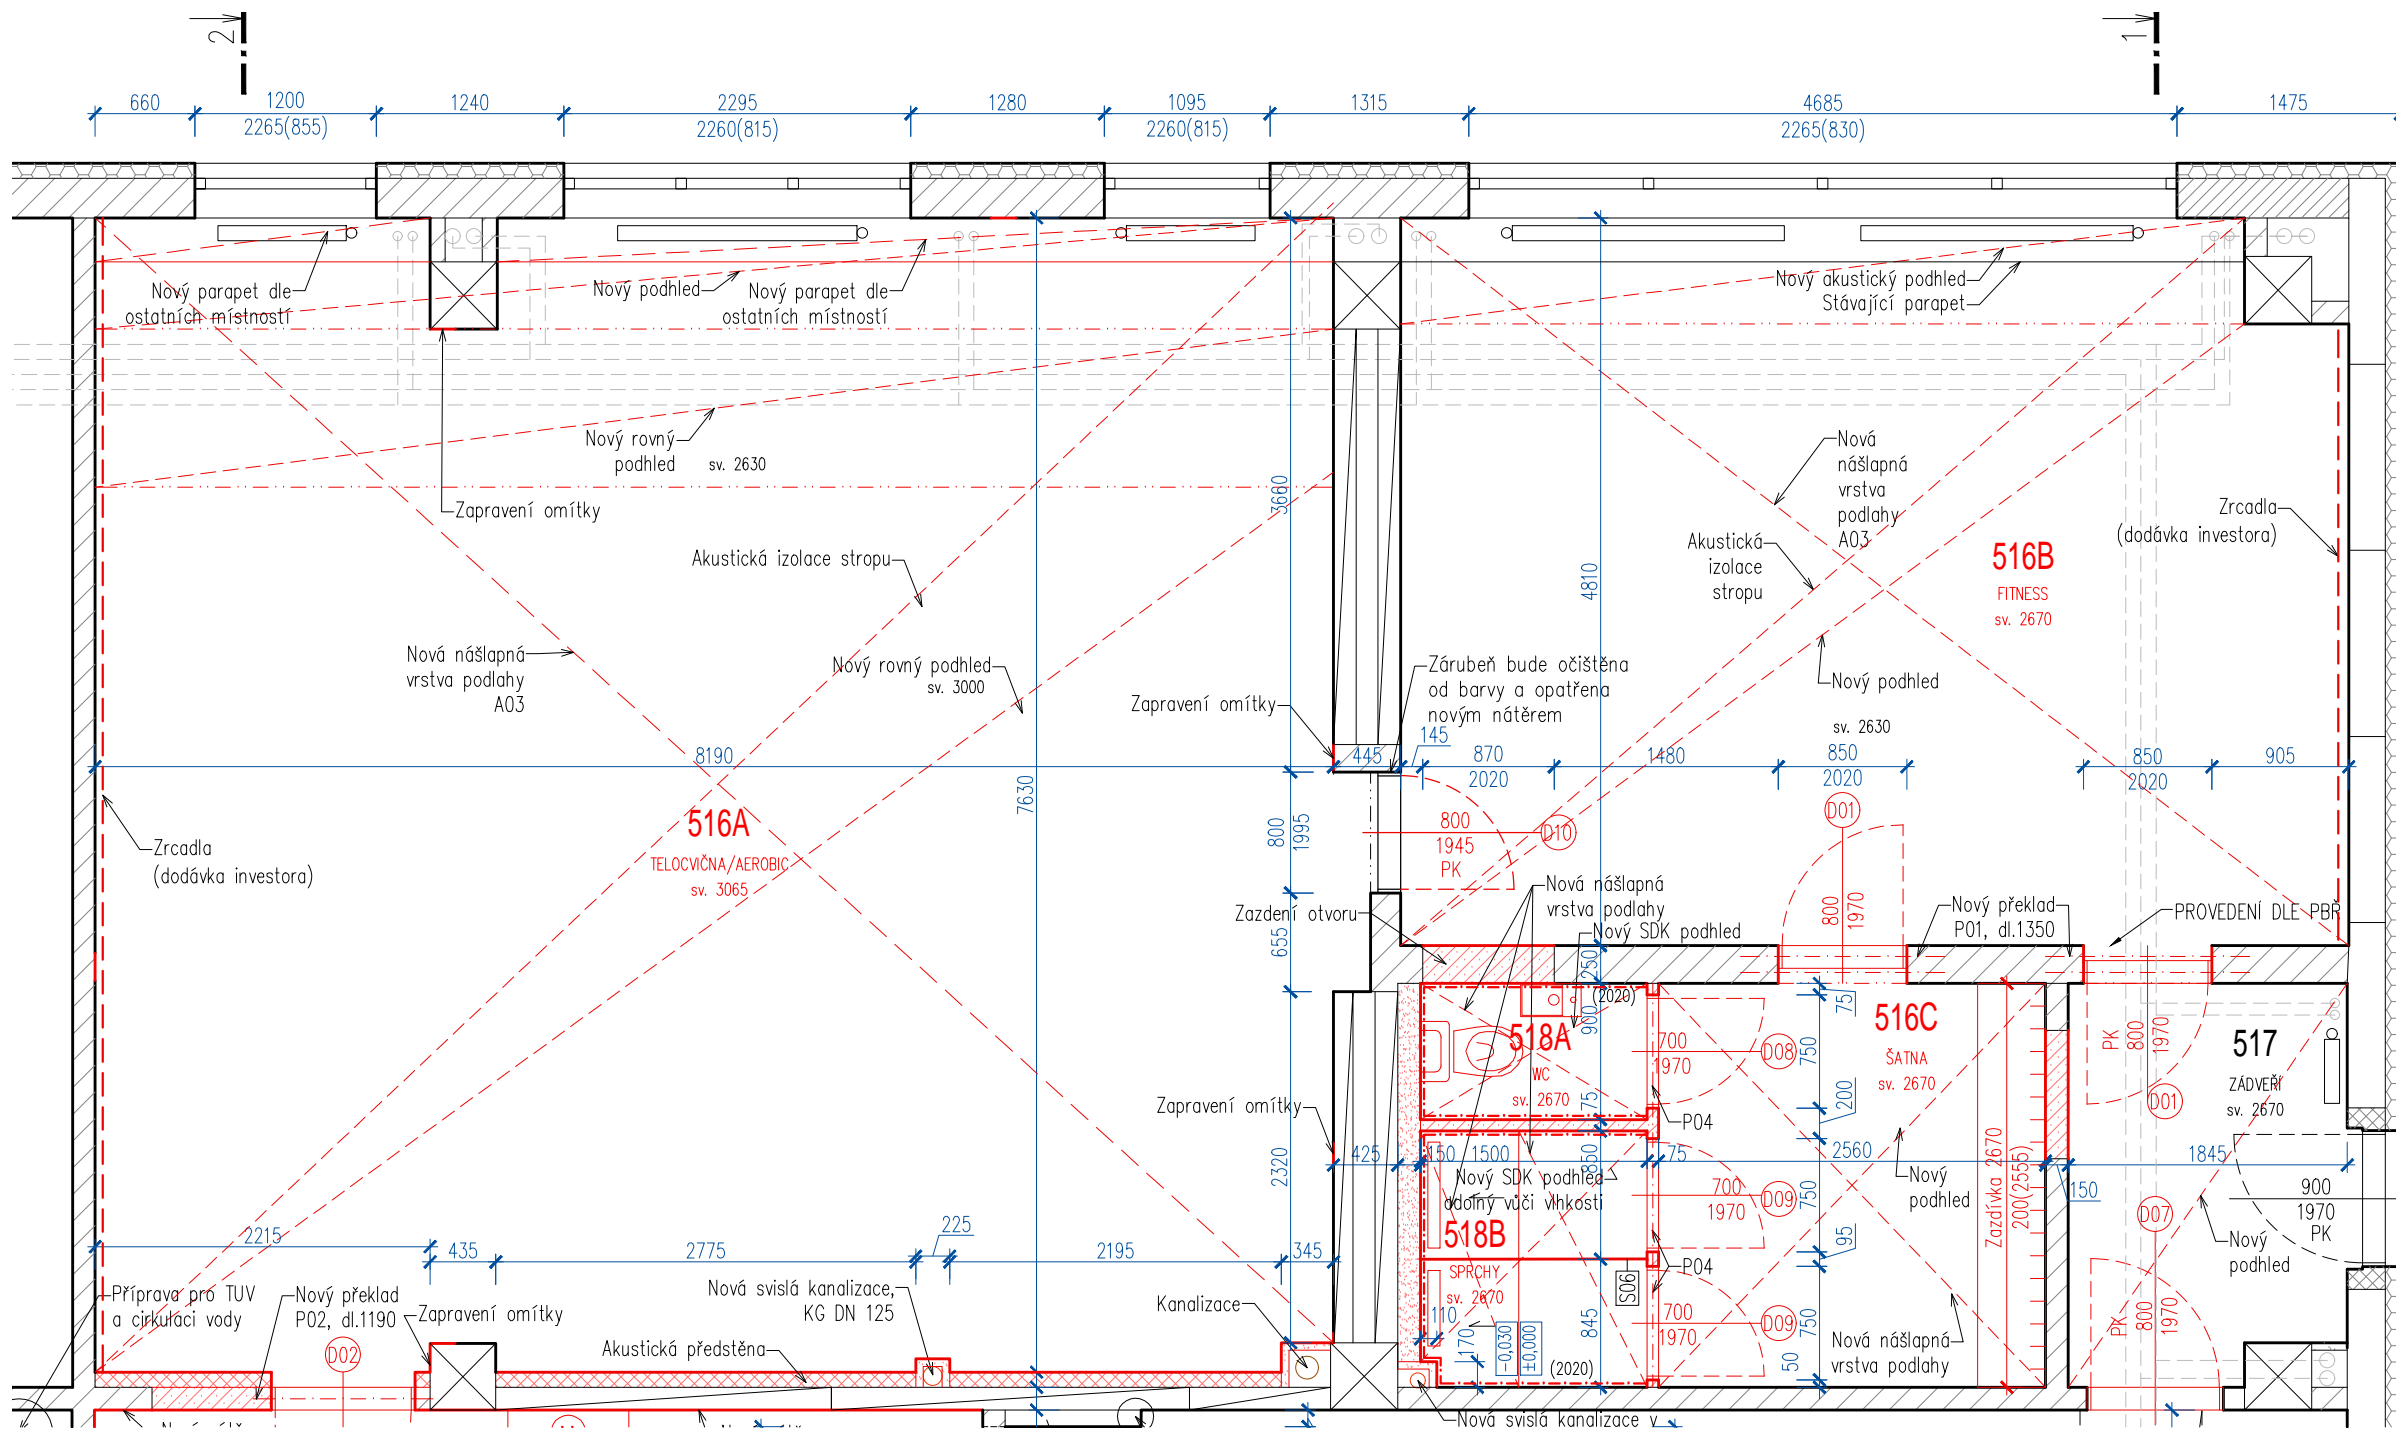 2
1
660
1200
2265(855)
1240
2295
2260(815)
1280
1095
2260(815)
1315
4685
2265(830)
1475
Nový parapet dle
ostatních místností
Nový podhled
Nový parapet dle
ostatních místností
Nový akustický podhled
Stávající parapet
Nový rovný
podhled
sv. 2630
Zapravení omítky
3660
Akustická izolace stropu
Nová nášlapná
vrstva podlahy
A03
Nový rovný podhled
sv. 3000
4810
Nová
nášlapná
vrstva
podlahy
A03
Akustická
izolace
stropu
516B
FITNESS
sv. 2670
Zrcadla
(dodávka investora)
Zárubeň bude očištěna
od barvy a opatřena
novým nátěrem
Zapravení omítky
Nový podhled
sv. 2630
8190
7630
445
145
870
2020
1480
850
2020
850
2020
905
516A
TELOCVIČNA/AEROBIC
sv. 3065
Zrcadla
(dodávka investora)
800
1995
800
1945
PK
D10
D01
800
1970
Nová nášlapná
vrstva podlahy
Zazdení otvoru
Nový SDK podhled
655
250
Nový překlad
P01, dl.1350
PROVEDENÍ DLE PBŘ
(2020)
900
518A
WC
sv. 2670
75
700
1970
D08
P04
75
750
200
516C
ŠATNA
sv. 2670
PK
800
1970
D01
517
ZÁDVEŘÍ
sv. 2670
Zapravení omítky
2320
425
150
1500
850
75
2560
1845
150
Nový SDK podhled
odolný vůči vlhkosti
518B
SPRCHY
sv. 2670
700
1970
D09
750
95
Nový
podhled
Zazdívka 2670
200(2555)
D07
900
1970
PK
Nový
podhled
2215
435
2775
225
2195
345
Příprava pro TUV
a cirkulaci vody
Nový překlad
P02, dl.1190
Zapravení omítky
D02
Nová svislá kanalizace,
KG DN 125
Kanalizace
Akustická předstěna
110
170
-0,030
±0,000
S06
845
(2020)
P04
700
1970
D09
750
50
Nová nášlapná
vrstva podlahy
PK
800
1970
Nová svislá kanalizace v